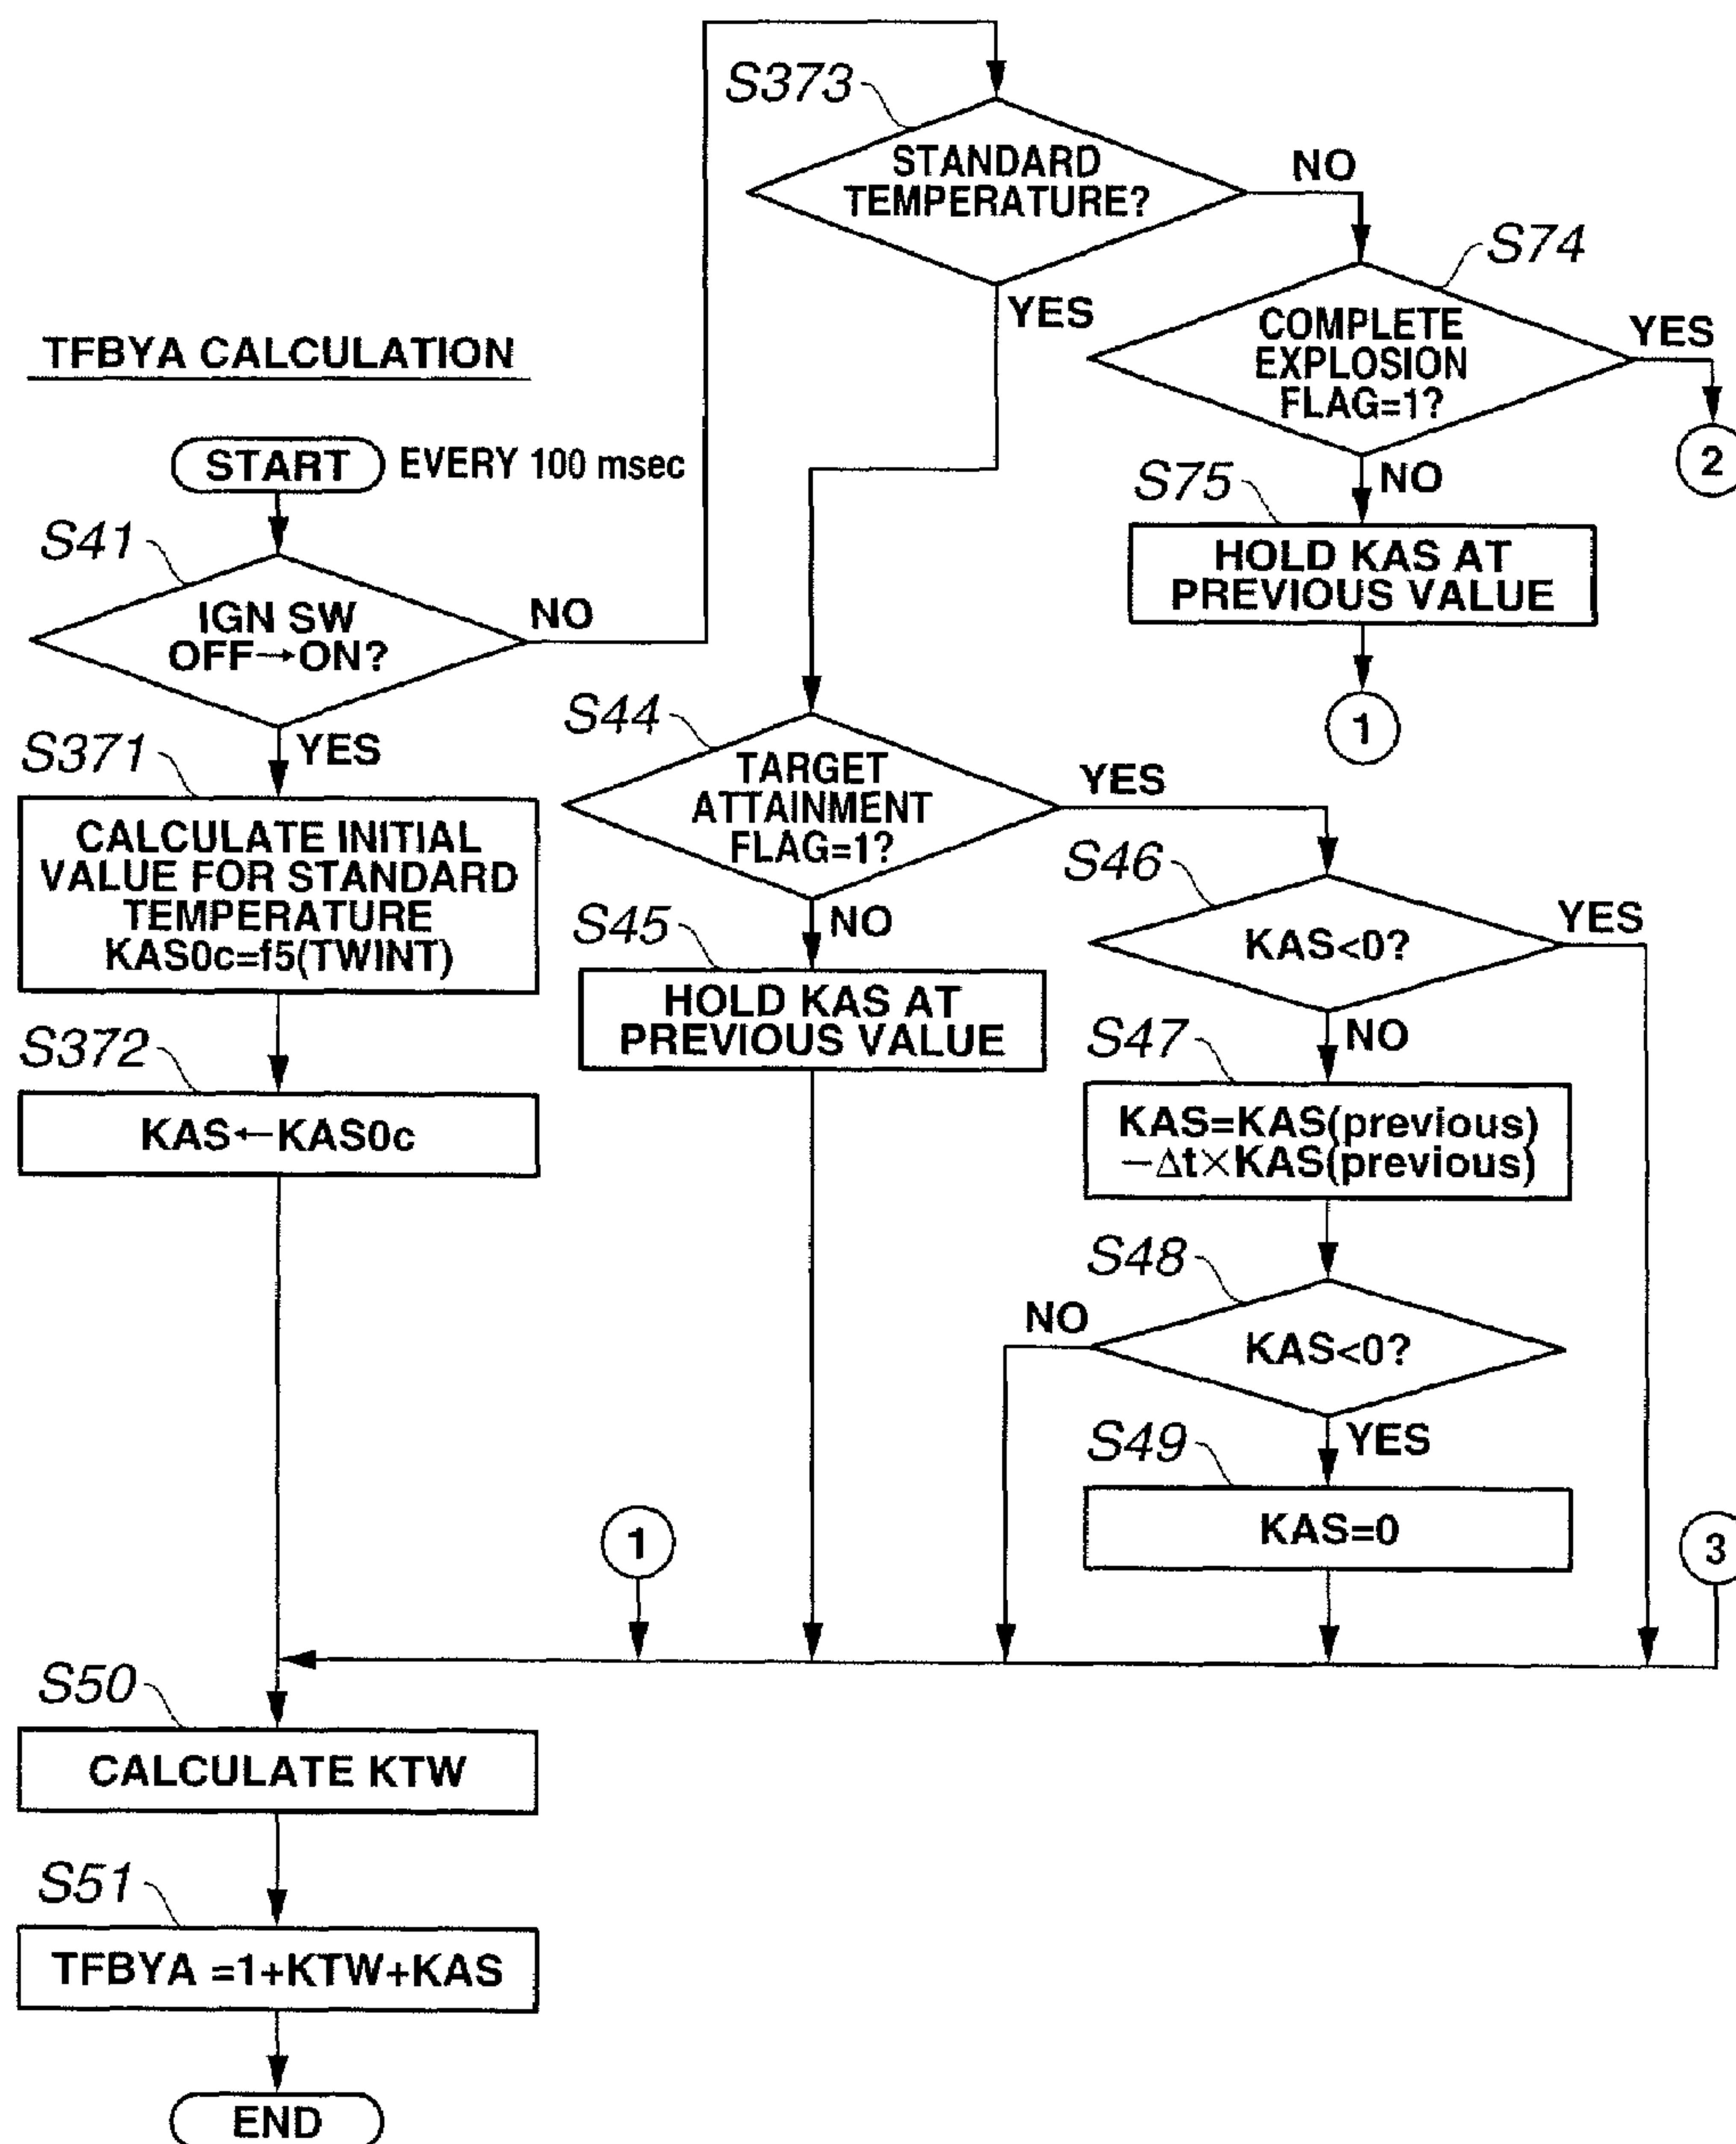 TFBYA CALCULATION
START
EVERY 100 msec
S41
IGN SW
OFF→ON?
NO
YES
S371
CALCULATE INITIAL
VALUE FOR STANDARD
TEMPERATURE
KAS0c=f5(TWINT)
S372
KAS←KAS0c
S373
STANDARD
TEMPERATURE?
NO
YES
S74
COMPLETE
EXPLOSION
FLAG=1?
YES
2
NO
S75
HOLD KAS AT
PREVIOUS VALUE
1
S44
TARGET
ATTAINMENT
FLAG=1?
YES
NO
S45
HOLD KAS AT
PREVIOUS VALUE
S46
KAS<0?
YES
NO
S47
KAS=KAS(previous)
−Δt×KAS(previous)
S48
KAS<0?
NO
YES
S49
KAS=0
1
3
S50
CALCULATE KTW
S51
TFBYA =1+KTW+KAS
END